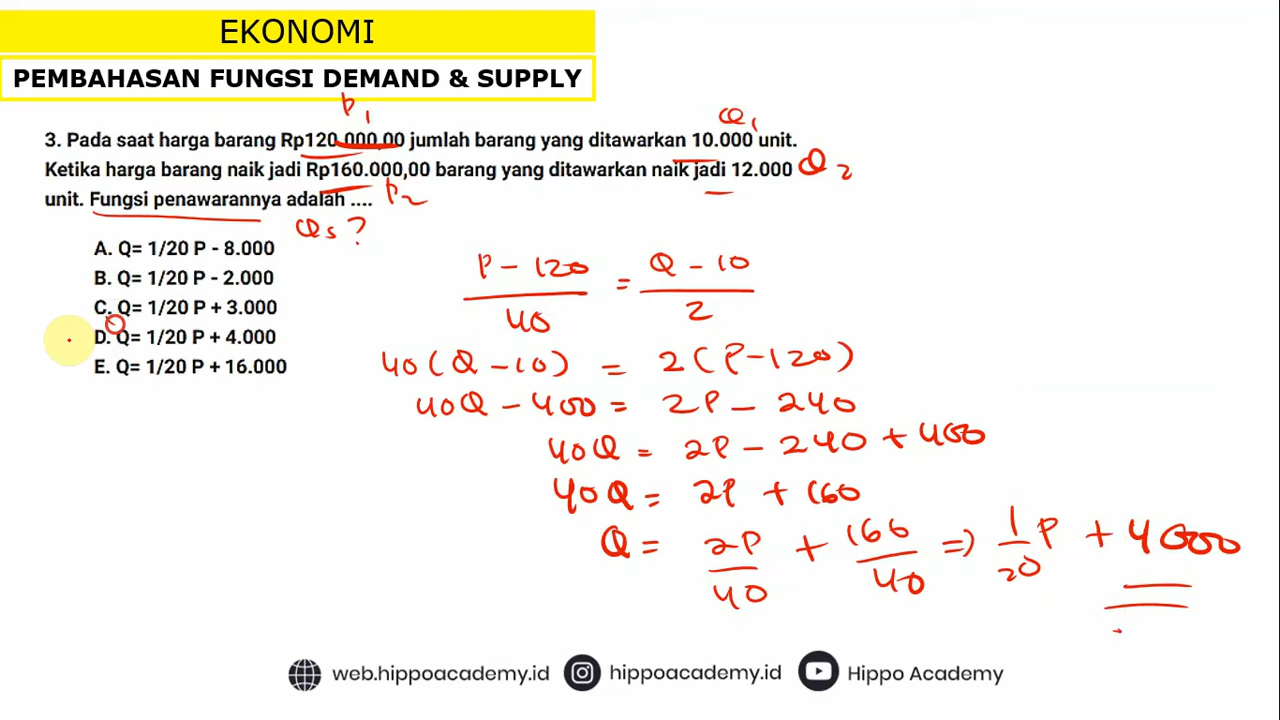 EKONOMI
PEMBAHASAN FUNGSI DEMAND & SUPPLY
P1
Q1
3. Pada saat harga barang Rp120.000,00 jumlah barang yang ditawarkan 10.000 unit.
Ketika harga barang naik jadi Rp160.000,00 barang yang ditawarkan naik jadi 12.000 Q2
unit. Fungsi penawarannya adalah .... P2
Qs ?
A. Q= 1/20 P - 8.000
B. Q= 1/20 P - 2.000
C. Q= 1/20 P + 3.000
D. Q= 1/20 P + 4.000
E. Q= 1/20 P + 16.000
P - 120 / 40 = Q - 10 / 2
40(Q - 10) = 2(P - 120)
40Q - 400 = 2P - 240
40Q = 2P - 240 + 400
40Q = 2P + 160
Q = 2P/40 + 160/40 => 1/20 P + 4000
web.hippoacademy.id hippoacademy.id Hippo Academy